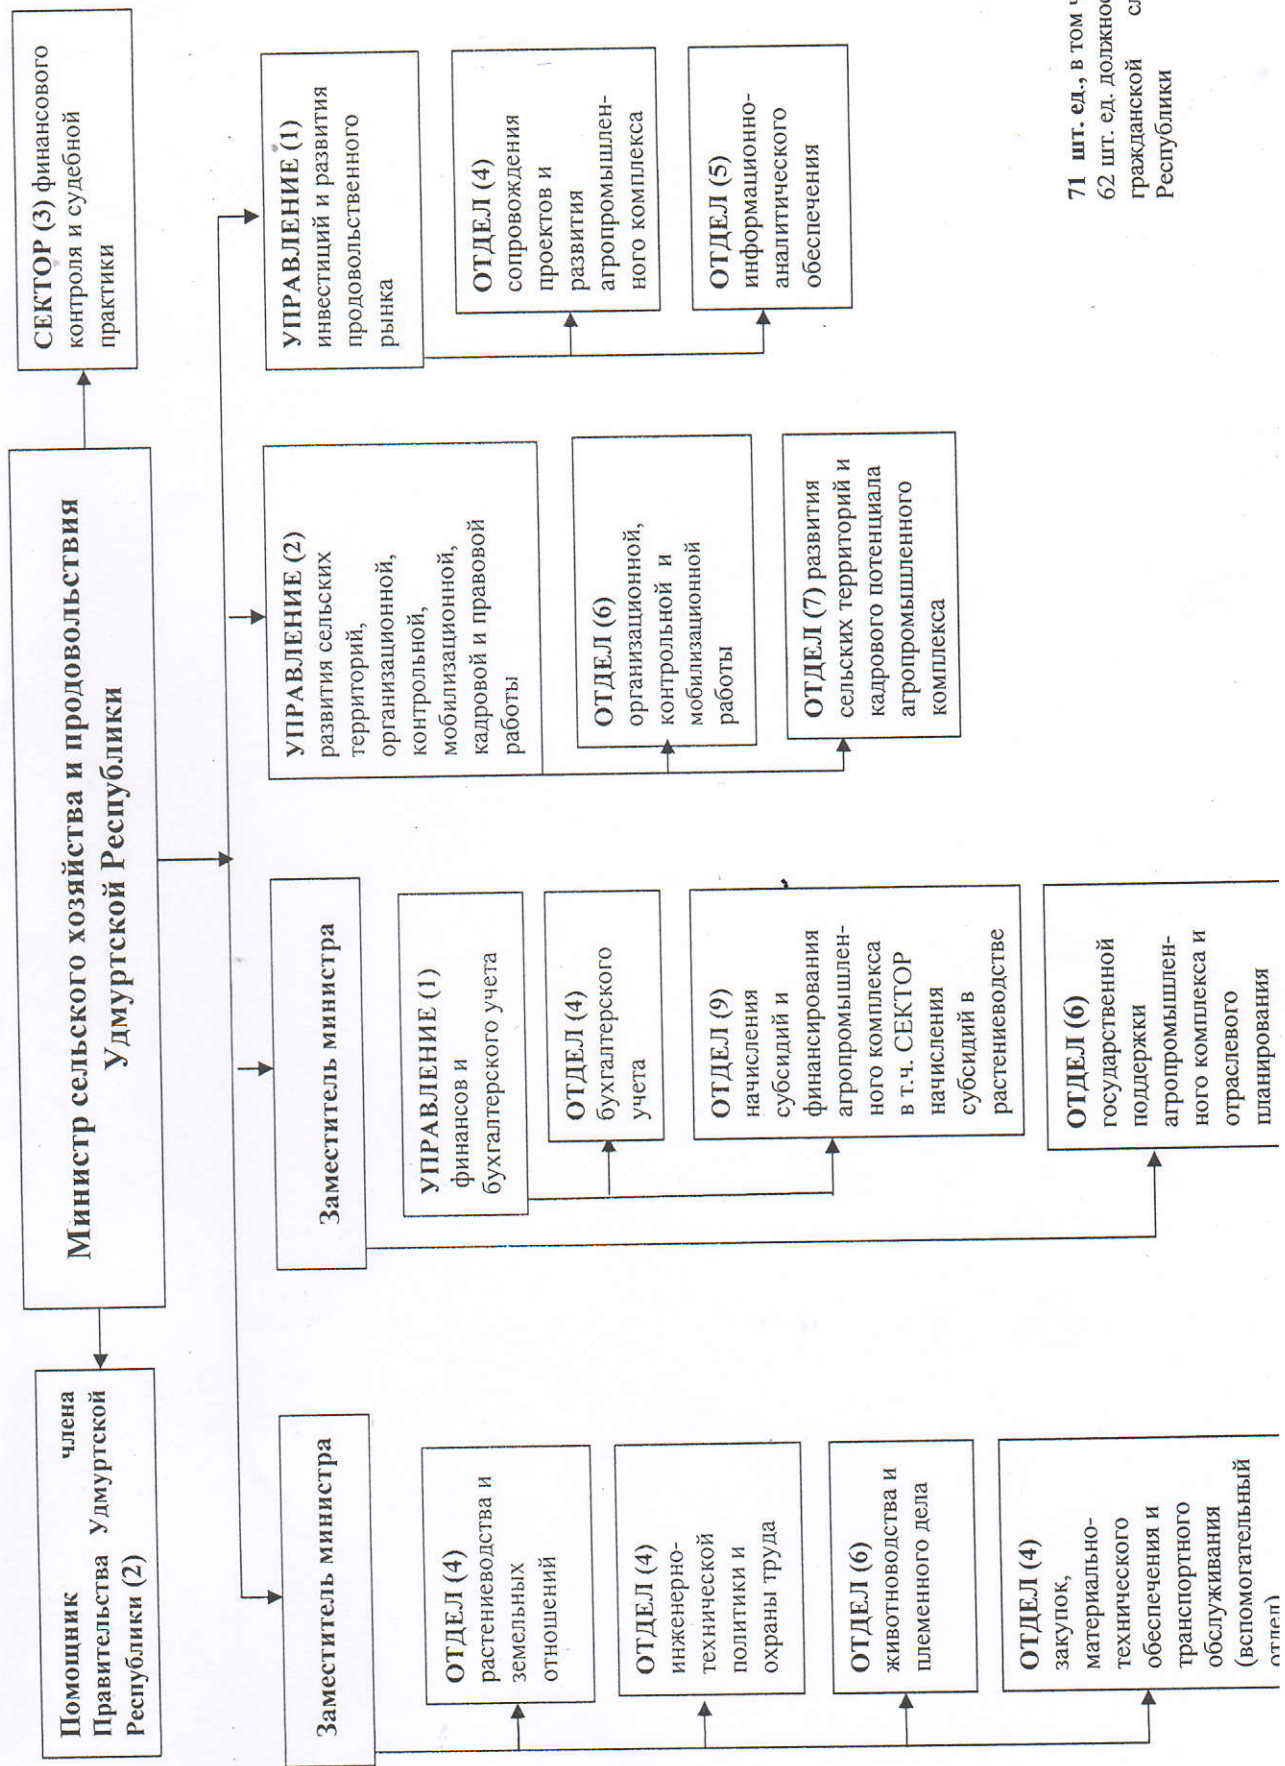 Министр сельского хозяйства и продовольствия
Удмуртской Республики
Помощник члена
Правительства Удмуртской
Республики (2)
СЕКТОР (3) финансового
контроля и судебной
практики
Заместитель министра
ОТДЕЛ (4)
растениеводства и
земельных
отношений
ОТДЕЛ (4)
инженерно-
технической
политики и
охраны труда
ОТДЕЛ (6)
животноводства и
племенного дела
ОТДЕЛ (4)
закупок,
материально-
технического
обеспечения и
транспортного
обслуживания
(вспомогательный
отдел)
Заместитель министра
УПРАВЛЕНИЕ (1)
финансов и
бухгалтерского учета
ОТДЕЛ (4)
бухгалтерского
учета
ОТДЕЛ (9)
начисления
субсидий и
финансирования
агропромышлен-
ного комплекса
в т.ч. СЕКТОР
начисления
субсидий в
растениеводстве
ОТДЕЛ (6)
государственной
поддержки
агропромышлен-
ного комплекса и
отраслевого
планирования
УПРАВЛЕНИЕ (2)
развития сельских
территорий,
организационной,
контрольной,
мобилизационной,
кадровой и правовой
работы
ОТДЕЛ (6)
организационной,
контрольной и
мобилизационной
работы
ОТДЕЛ (7) развития
сельских территорий и
кадрового потенциала
агропромышленного
комплекса
УПРАВЛЕНИЕ (1)
инвестиций и развития
продовольственного
рынка
ОТДЕЛ (4)
сопровождения
проектов и
развития
агропромышлен-
ного комплекса
ОТДЕЛ (5)
информационно-
аналитического
обеспечения
71 шт. ед., в том
62 шт. ед.
гражданской
Республики